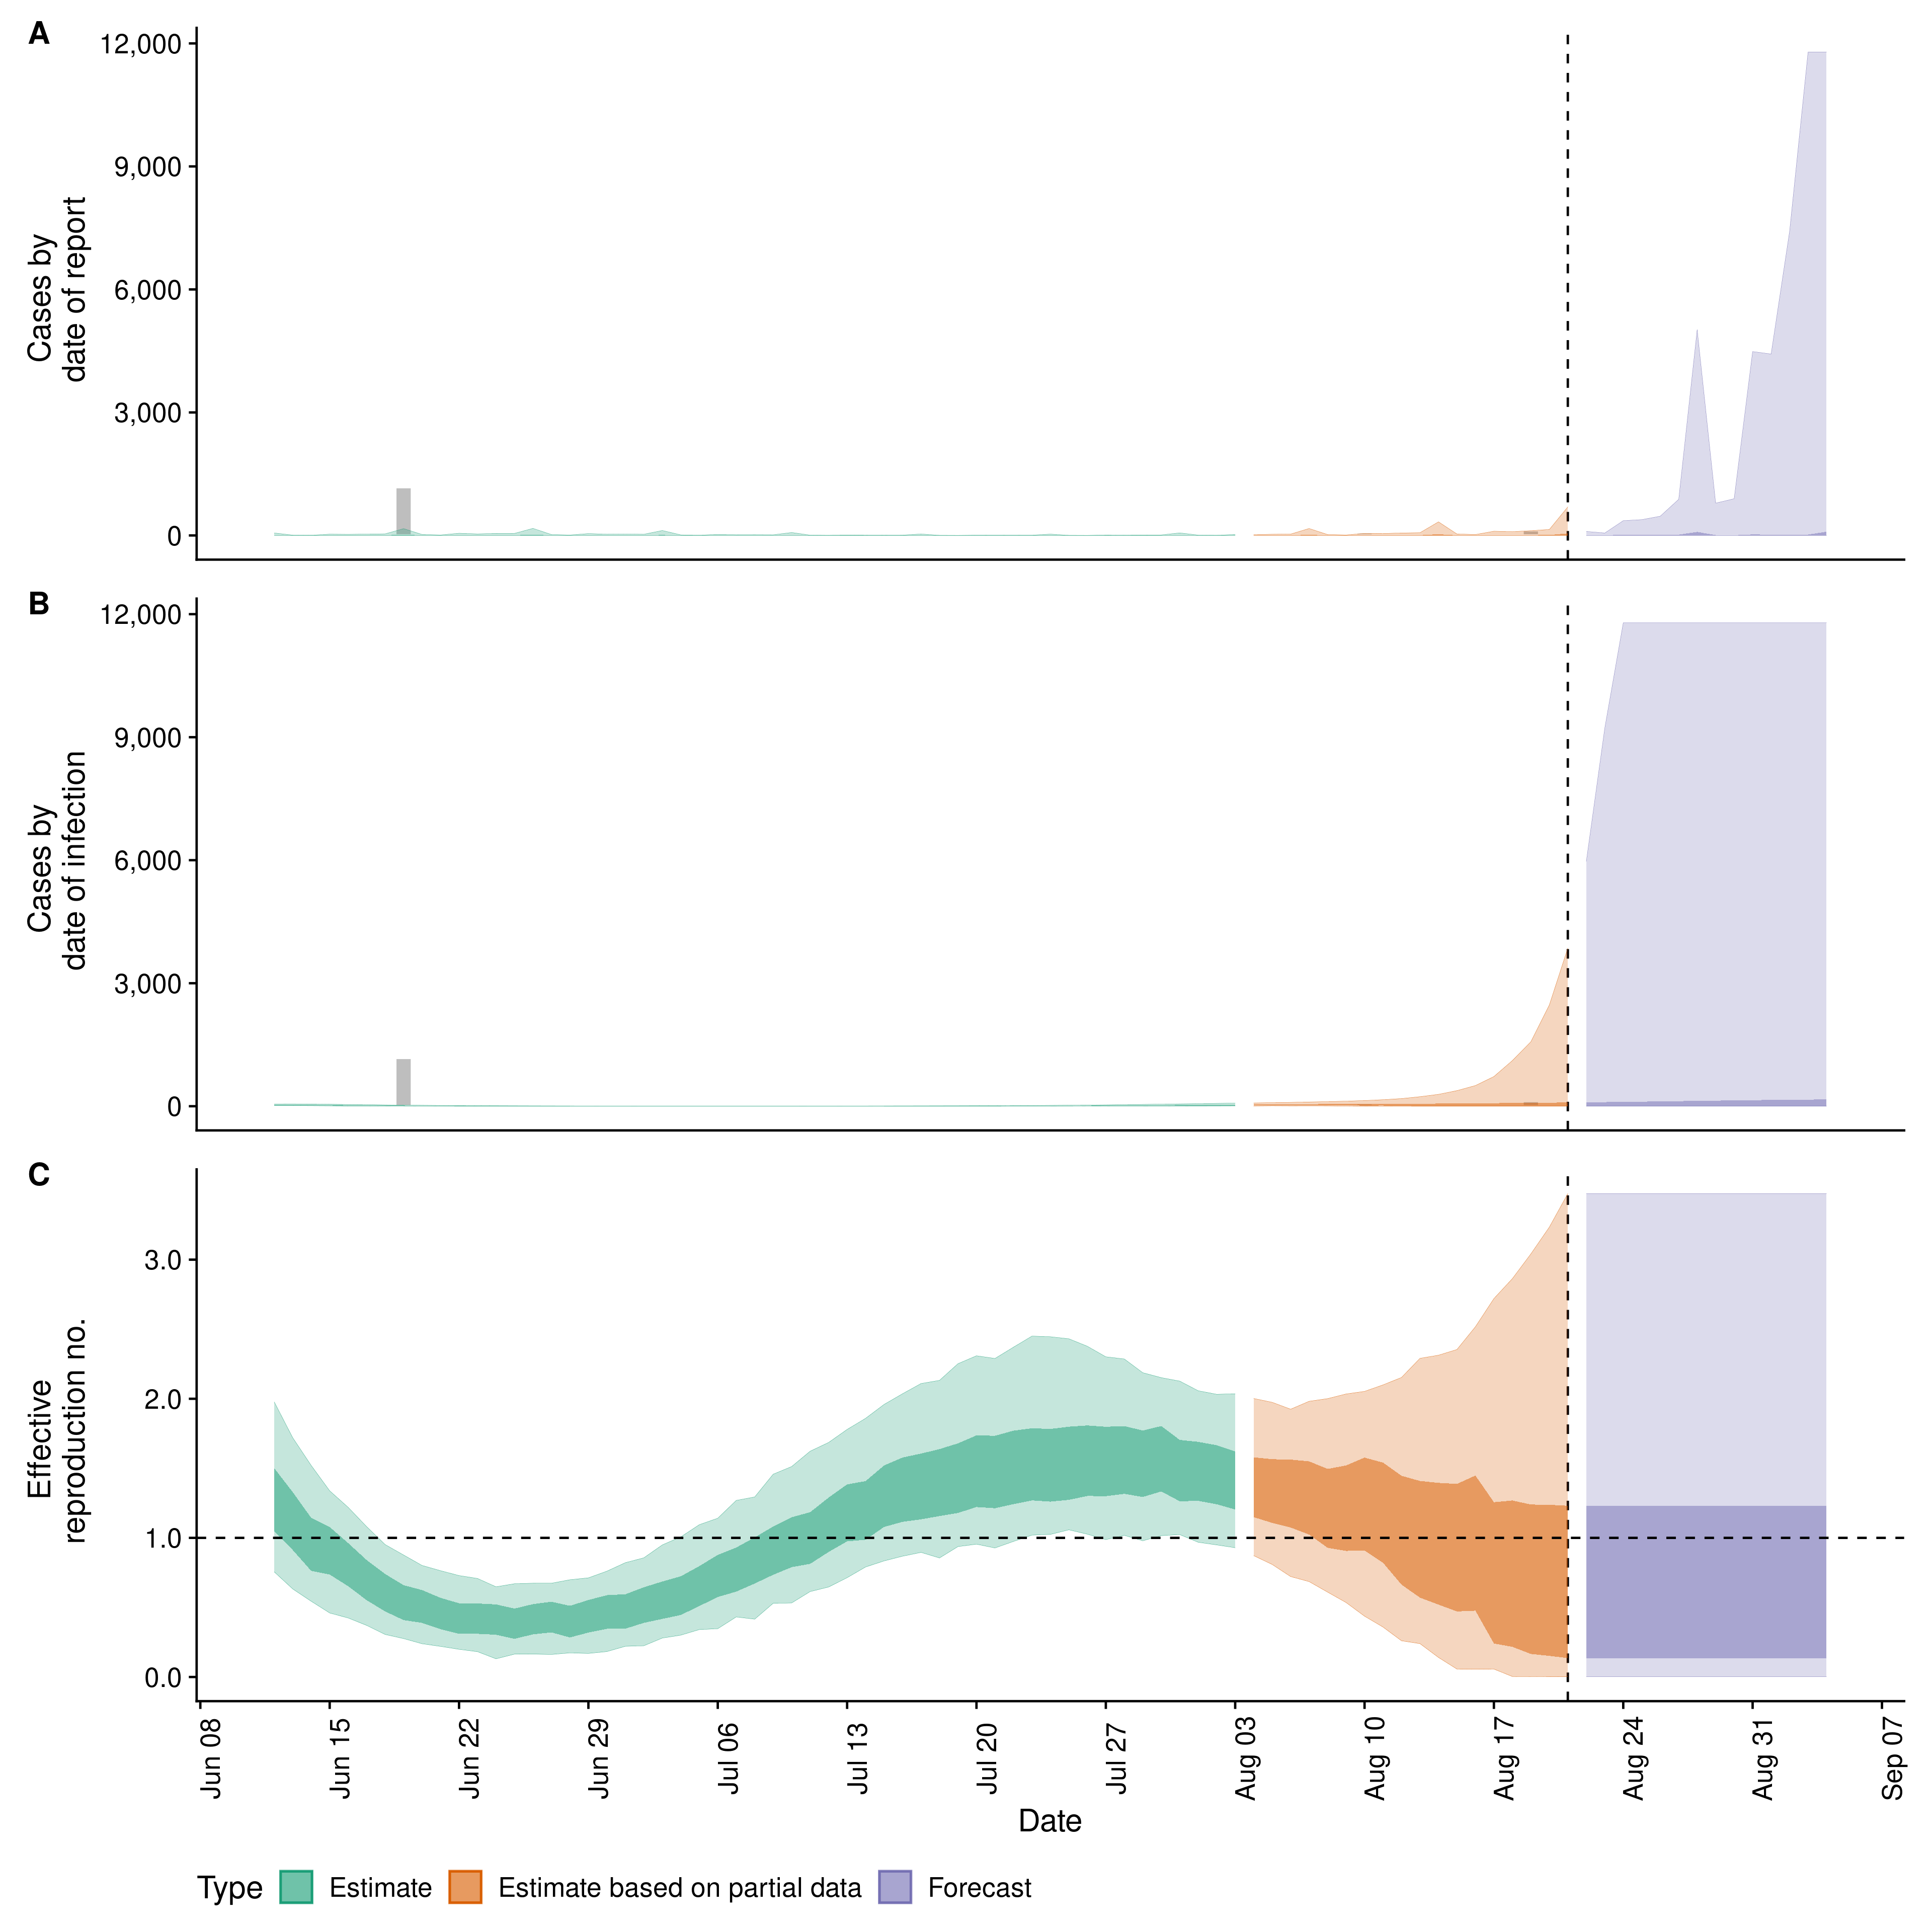 A
12,000
9,000
6,000
3,000
0
Cases by
date of report
B
12,000
9,000
6,000
3,000
0
Cases by
date of infection
C
3.0
2.0
1.0
0.0
Effective
reproduction no.
Jun 08
Jun 15
Jun 22
Jun 29
Jul 06
Jul 13
Jul 20
Jul 27
Aug 03
Aug 10
Aug 17
Aug 24
Aug 31
Sep 07
Date
Type Estimate Estimate based on partial data Forecast